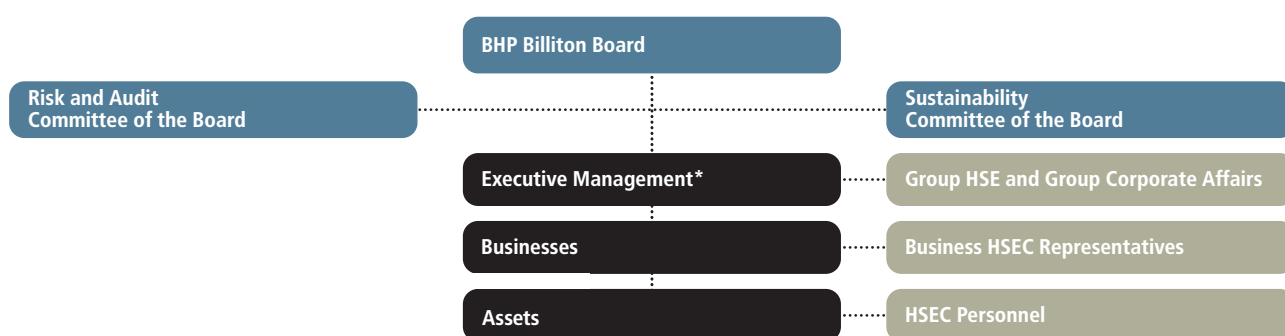 BHP Billiton Board
Risk and Audit
Committee of the Board
Sustainability
Committee of the Board
Executive Management*
Group HSE and Group Corporate Affairs
Businesses
Business HSEC Representatives
Assets
HSEC Personnel